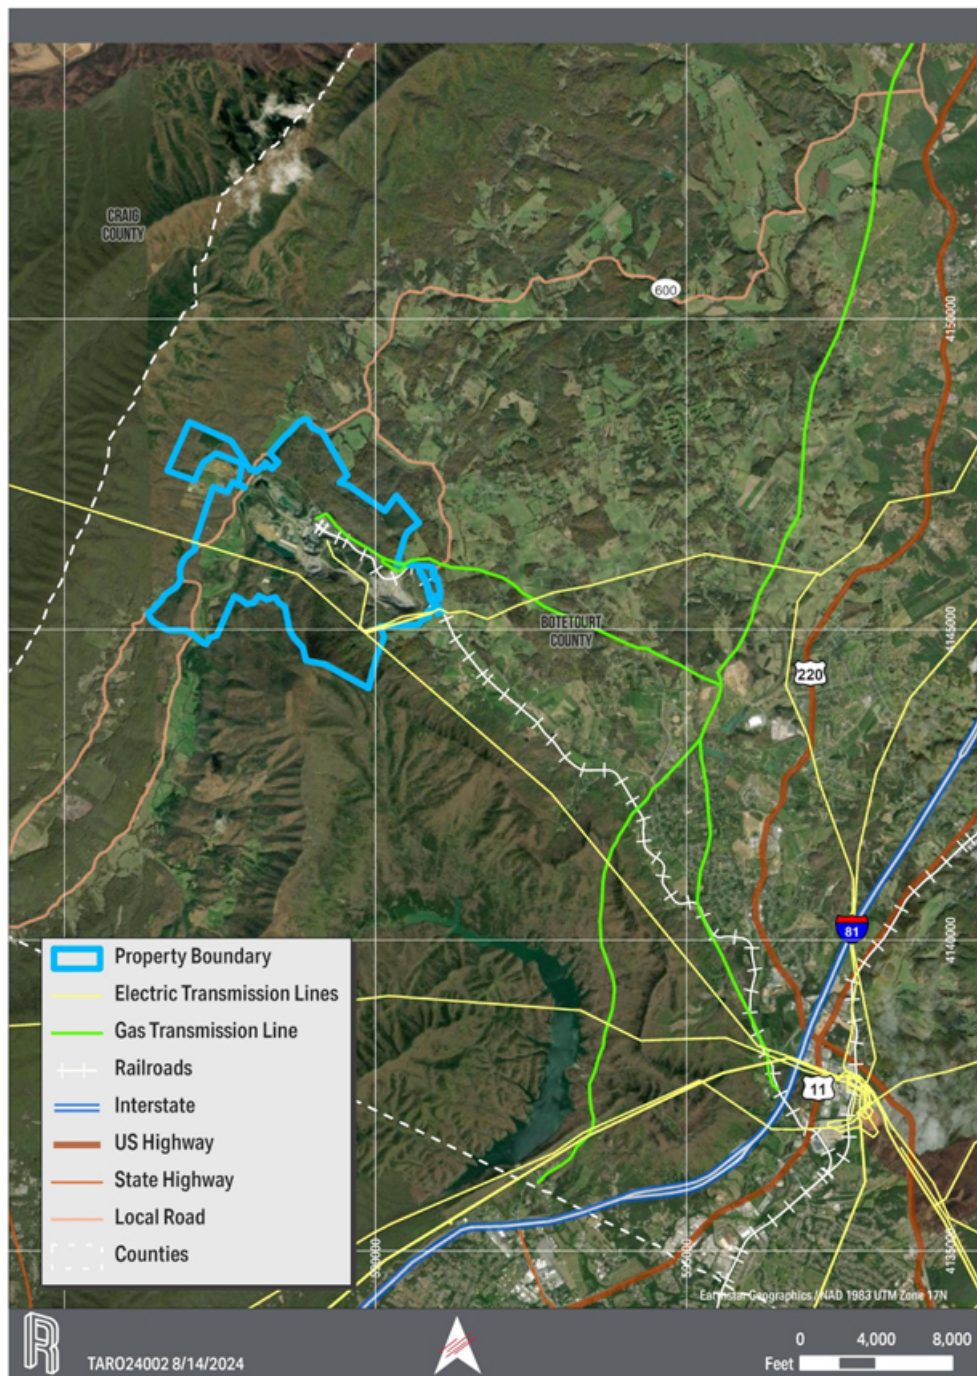 CRAIG
COUNTY
600
4150000
BOTETOURT
COUNTY
4145000
220
81
4140000
11
Property Boundary
Electric Transmission Lines
Gas Transmission Line
Railroads
Interstate
US Highway
State Highway
Local Road
Counties
595000
4135000
Earthstar Geographics / NAD 1983 UTM Zone 17N
TARO24002 8/14/2024
0 4,000 8,000
Feet